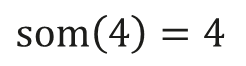 som(4) = 4